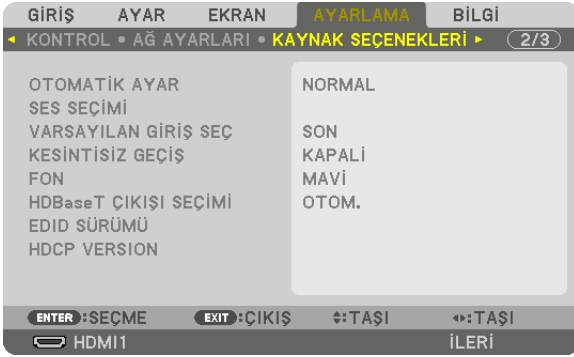 GİRİŞ AYAR EKRAN AYARLAMA BİLGİ
KONTROL • AĞ AYARLARI • KAYNAK SEÇENEKLERİ 2/3
OTOMATİK AYAR NORMAL
SES SEÇİMİ
VARSAYILAN GİRİŞ SEÇ SON
KESİNTİSİZ GEÇİŞ KAPALİ
FON MAVİ
HDBaseT ÇIKIŞI SEÇİMİ OTOM.
EDID SÜRÜMÜ
HDCP VERSION
ENTER :SEÇME EXIT :ÇIKIŞ :TAŞI :TAŞI
HDMI1 İLERİ